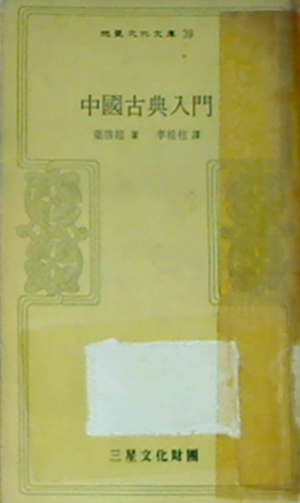 三星文化文庫 39
中國古典入門
梁啓超 著 李桂柱 譯
三星文化財團